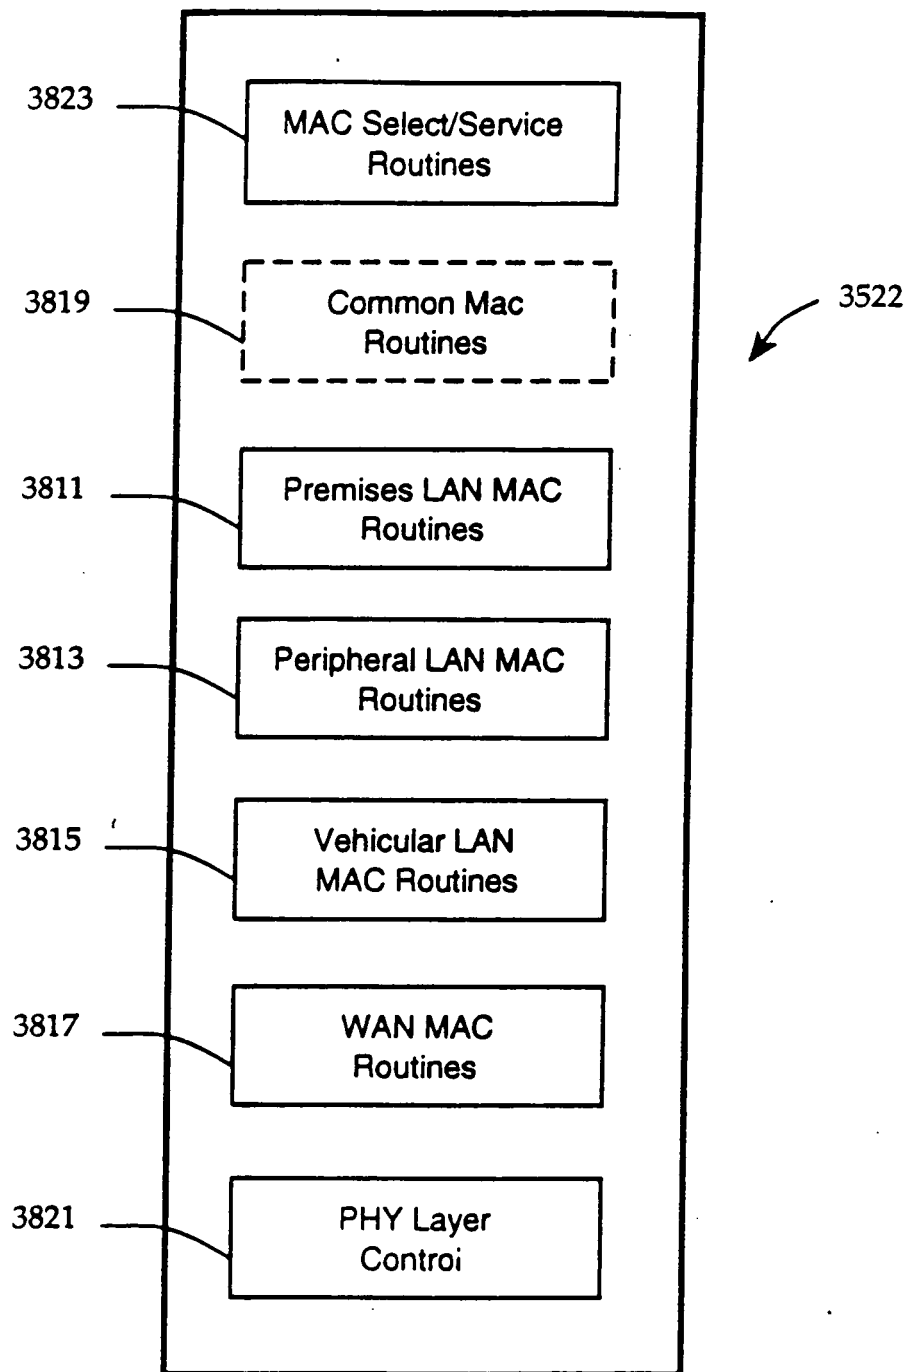 3823
MAC Select/Service
Routines
3819
Common Mac
Routines
3522
3811
Premises LAN MAC
Routines
3813
Peripheral LAN MAC
Routines
3815
Vehicular LAN
MAC Routines
3817
WAN MAC
Routines
3821
PHY Layer
Control